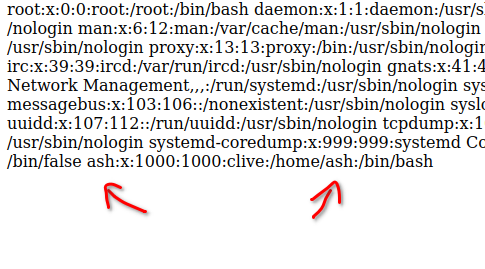 root:x:0:0:root:/root:/bin/bash daemon:x:1:1:daemon:/usr/s
/nologin man:x:6:12:man:/var/cache/man:/usr/sbin/nologin
/usr/sbin/nologin proxy:x:13:13:proxy:/bin:/usr/sbin/nologin
irc:x:39:39:ircd:/var/run/ircd:/usr/sbin/nologin gnats:x:41:4
Network Management,,,:/run/systemd:/usr/sbin/nologin sys
messagebus:x:103:106::/nonexistent:/usr/sbin/nologin syslo
uuidd:x:107:112::/run/uuidd:/usr/sbin/nologin tcpdump:x:1
/usr/sbin/nologin systemd-coredump:x:999:999:systemd Co
/bin/false ash:x:1000:1000:clive:/home/ash:/bin/bash